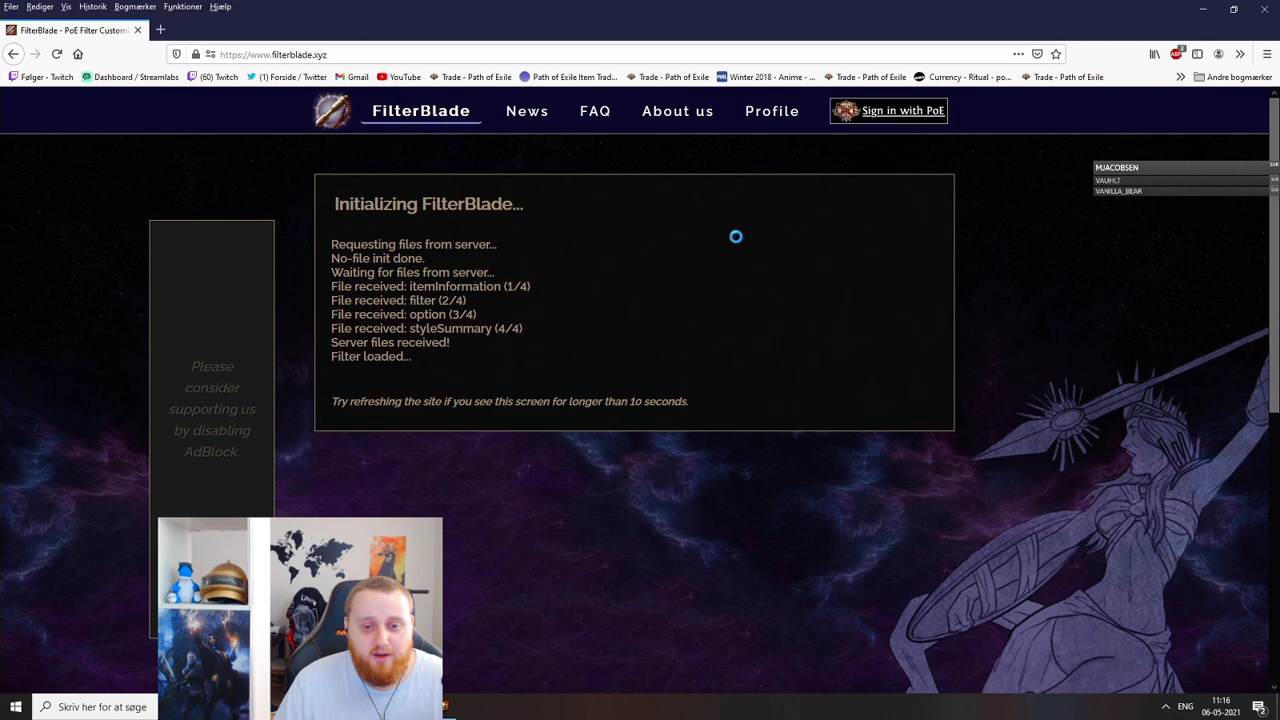 Filer Rediger Vis Historik Bogmærker Funktioner Hjælp
FilterBlade - PoE Filter Customi
https://www.filterblade.xyz
3
Følger - Twitch Dashboard / Streamlabs (60) Twitch (1) Forside / Twitter Gmail YouTube Trade - Path of Exile Path of Exile Item Trad... Trade - Path of Exile Winter 2018 - Anime - ... Trade - Path of Exile Currency - Ritual - po... Trade - Path of Exile Andre bogmærker
FilterBlade News FAQ About us Profile Sign in with PoE
MJACOBSEN
VAUHLT
VANILLA_BEAR
Initializing FilterBlade...
Requesting files from server...
No-file init done.
Waiting for files from server...
File received: itemInformation (1/4)
File received: filter (2/4)
File received: option (3/4)
File received: styleSummary (4/4)
Server files received!
Filter loaded...
Try refreshing the site if you see this screen for longer than 10 seconds.
Please
consider
supporting us
by disabling
AdBlock.
Skriv her for at søge
ENG
11:16
06-05-2021
2